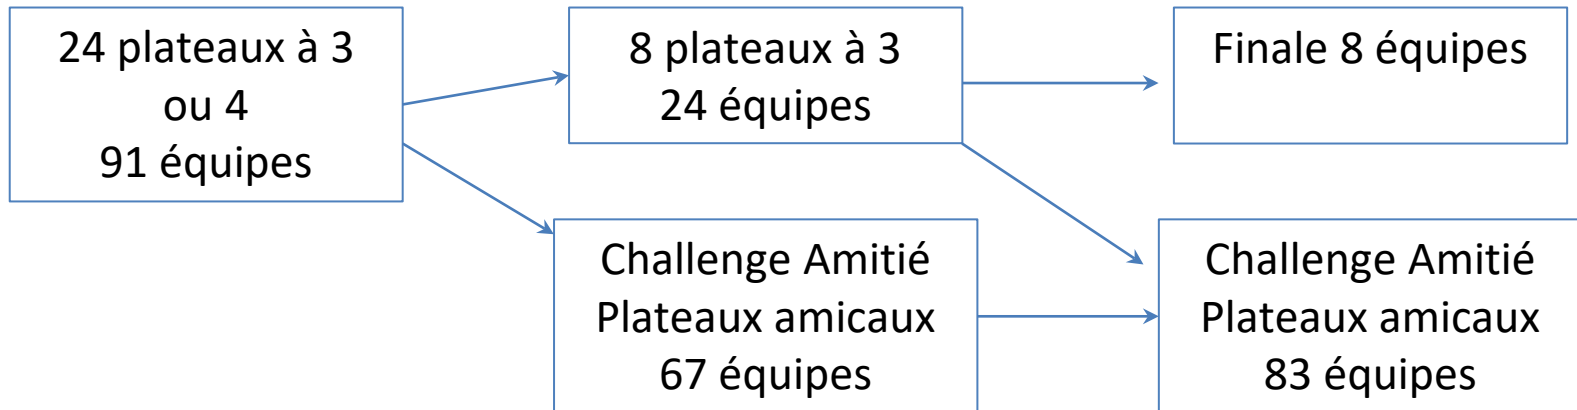 24 plateaux à 3
ou 4
91 équipes
8 plateaux à 3
24 équipes
Finale 8 équipes
Challenge Amitié
Plateaux amicaux
67 équipes
Challenge Amitié
Plateaux amicaux
83 équipes